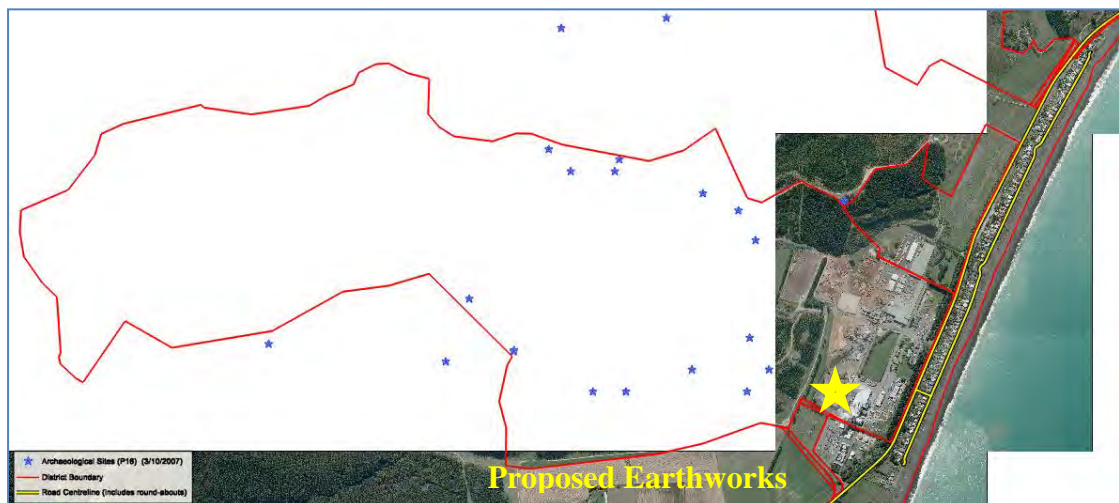 Archaeological Sites (P16) (3/10/2007)
District Boundary
Road Centreline (includes round-abouts)
Proposed Earthworks